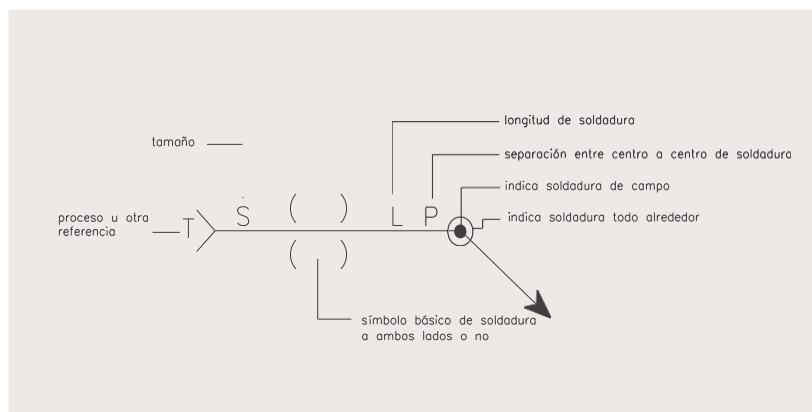 longitud de soldadura
tamaño
separación entre centro a centro de soldadura
indica soldadura de campo
proceso u otra
referencia
T
S
( )
L
P
indica soldadura todo alrededor
( )
símbolo básico de soldadura
a ambos lados o no